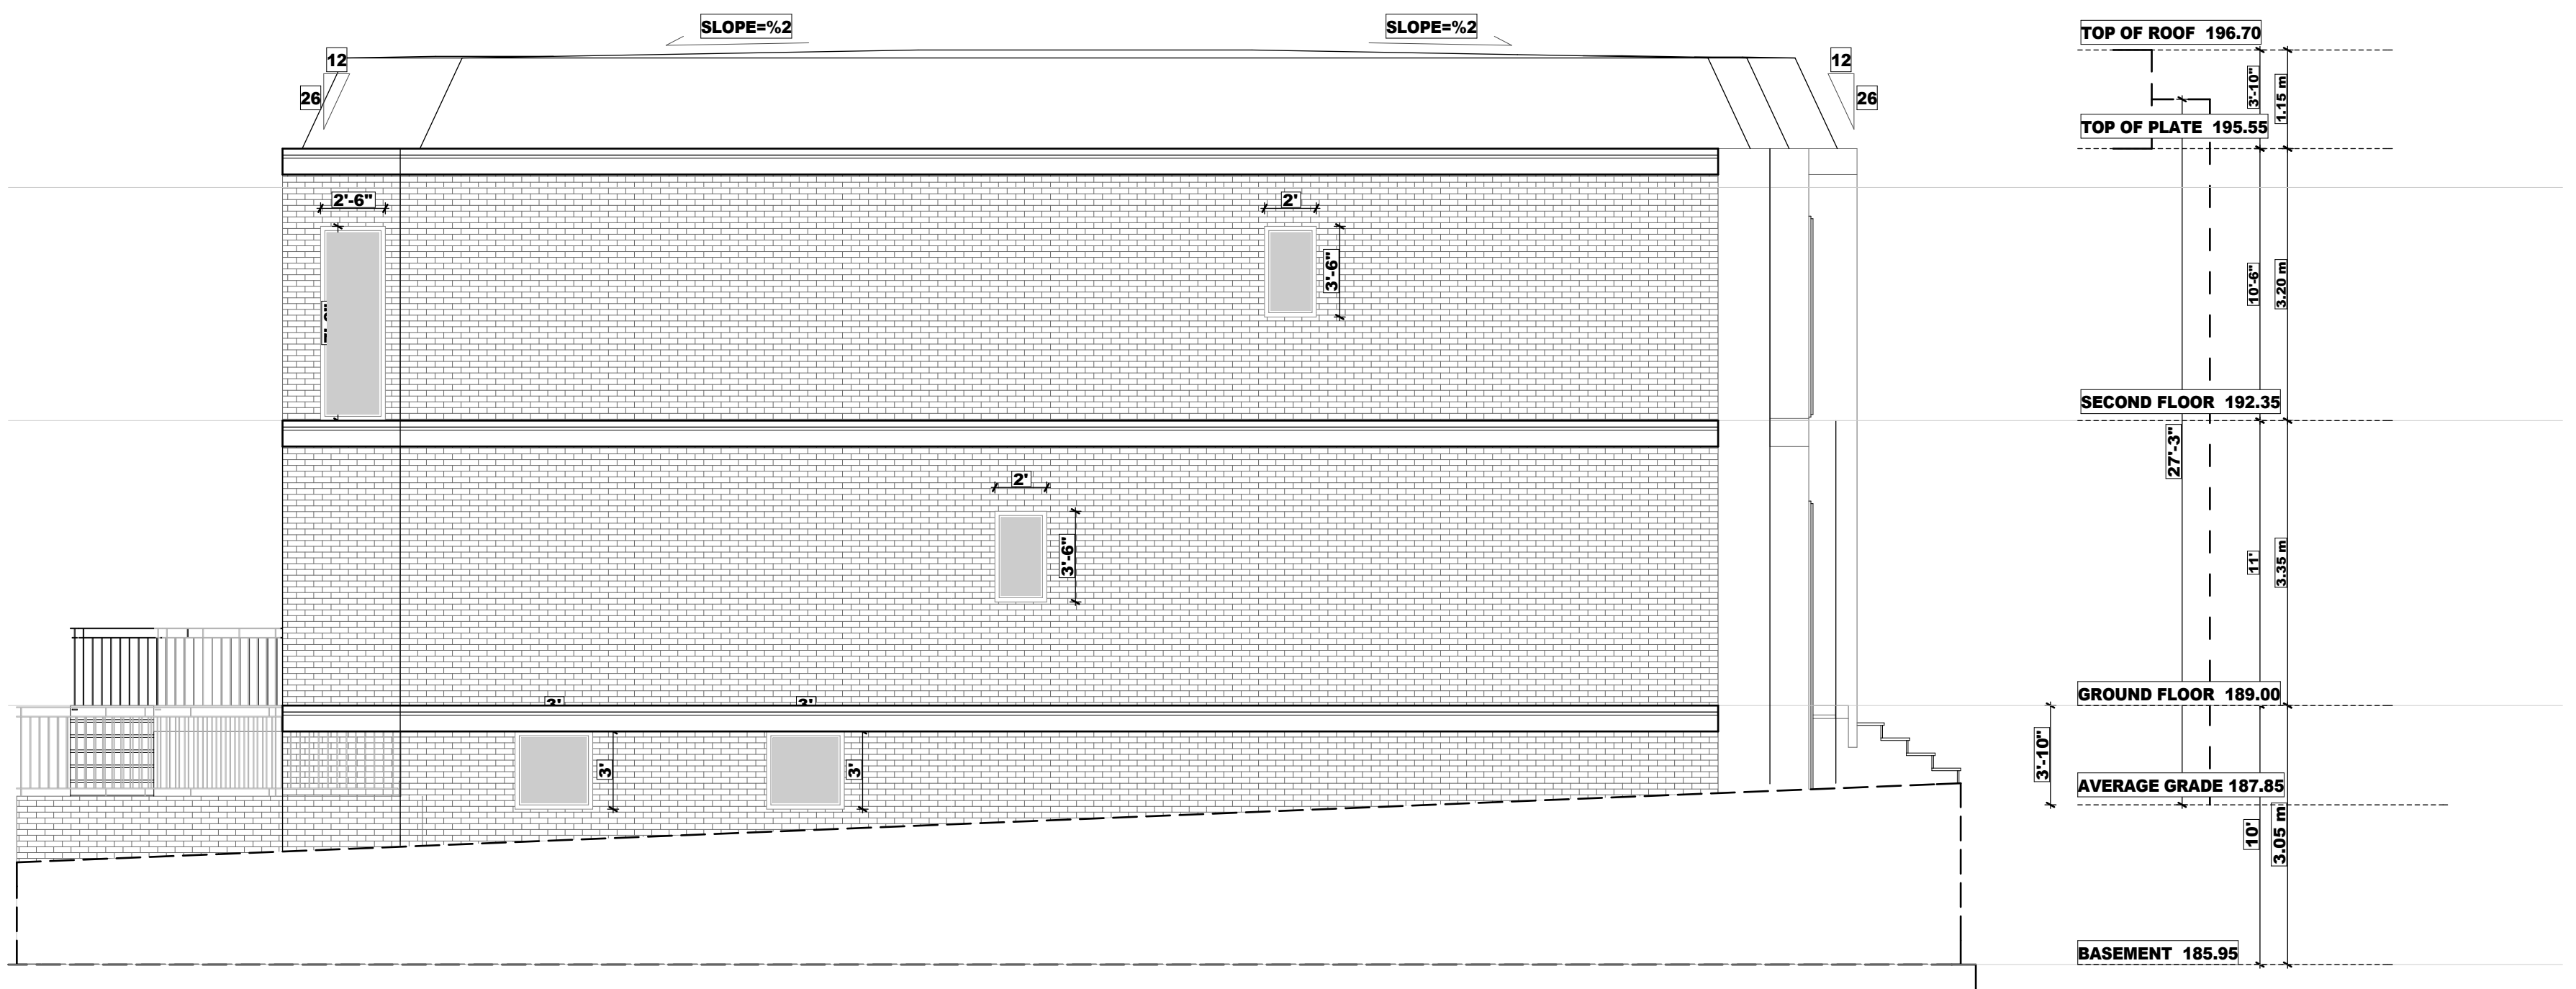 SLOPE=%2
SLOPE=%2
TOP OF ROOF 196.70
12
12
26
26
3'-10"
1.15 m
TOP OF PLATE 195.55
2'-6"
2'
3'-6"
10'-6"
3.20 m
SECOND FLOOR 192.35
27'-3"
2'
3'-6"
11'
3.35 m
GROUND FLOOR 189.00
3'
3'
3'-10"
AVERAGE GRADE 187.85
10'
3.05 m
BASEMENT 185.95